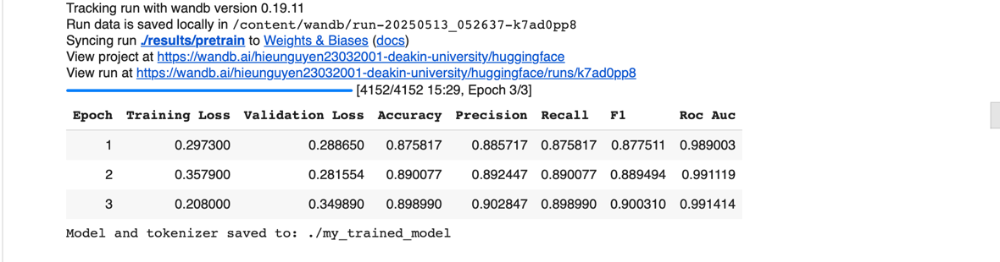 Tracking run with wandb version 0.19.11
Run data is saved locally in /content/wandb/run-20250513_052637-k7ad0pp8
Syncing run ./results/pretrain to Weights & Biases (docs)
View project at https://wandb.ai/hieunguyen23032001-deakin-university/huggingface
View run at https://wandb.ai/hieunguyen23032001-deakin-university/huggingface/runs/k7ad0pp8
[4152/4152 15:29, Epoch 3/3]
Epoch Training Loss Validation Loss Accuracy Precision Recall F1 Roc Auc
1 0.297300 0.288650 0.875817 0.885717 0.875817 0.877511 0.989003
2 0.357900 0.281554 0.890077 0.892447 0.890077 0.889494 0.991119
3 0.208000 0.349890 0.898990 0.902847 0.898990 0.900310 0.991414
Model and tokenizer saved to: ./my_trained_model